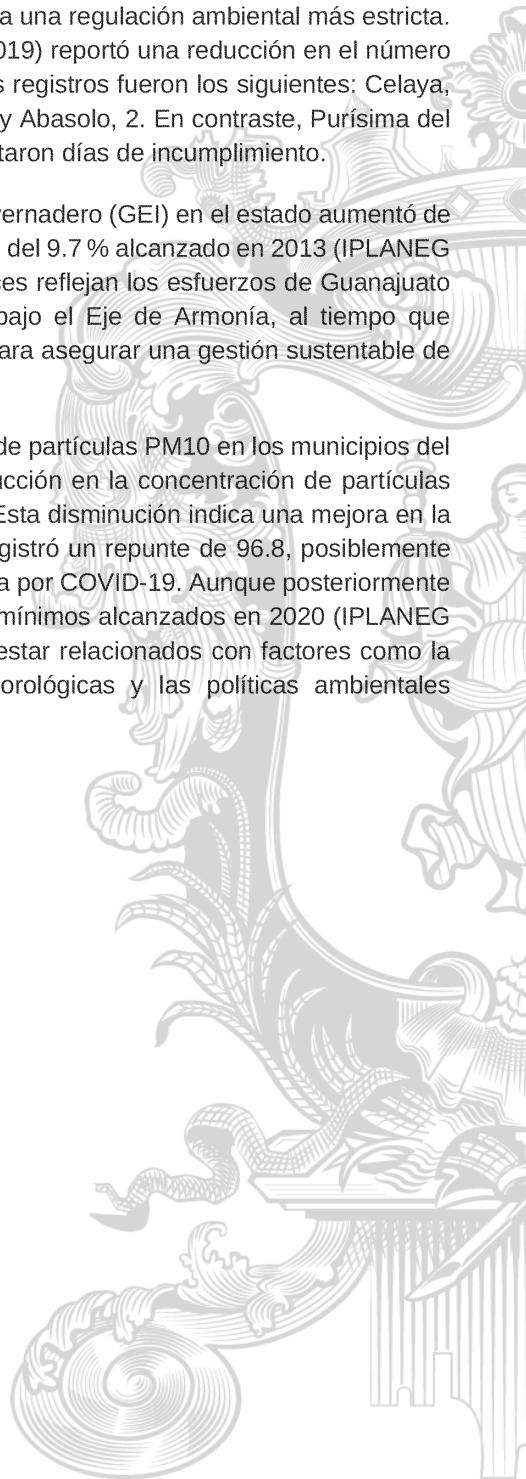 a una regulación ambiental más estricta.
019) reportó una reducción en el número
s registros fueron los siguientes: Celaya,
y Abasolo, 2. En contraste, Purísima del
taron días de incumplimiento.
vernadero (GEI) en el estado aumentó de
del 9.7 % alcanzado en 2013 (IPLANEG
ces reflejan los esfuerzos de Guanajuato
bajo el Eje de Armonía, al tiempo que
ara asegurar una gestión sustentable de
de partículas PM10 en los municipios del
ucción en la concentración de partículas
Esta disminución indica una mejora en la
gistró un repunte de 96.8, posiblemente
a por COVID-19. Aunque posteriormente
mínimos alcanzados en 2020 (IPLANEG
estar relacionados con factores como la
orológicas y las políticas ambientales